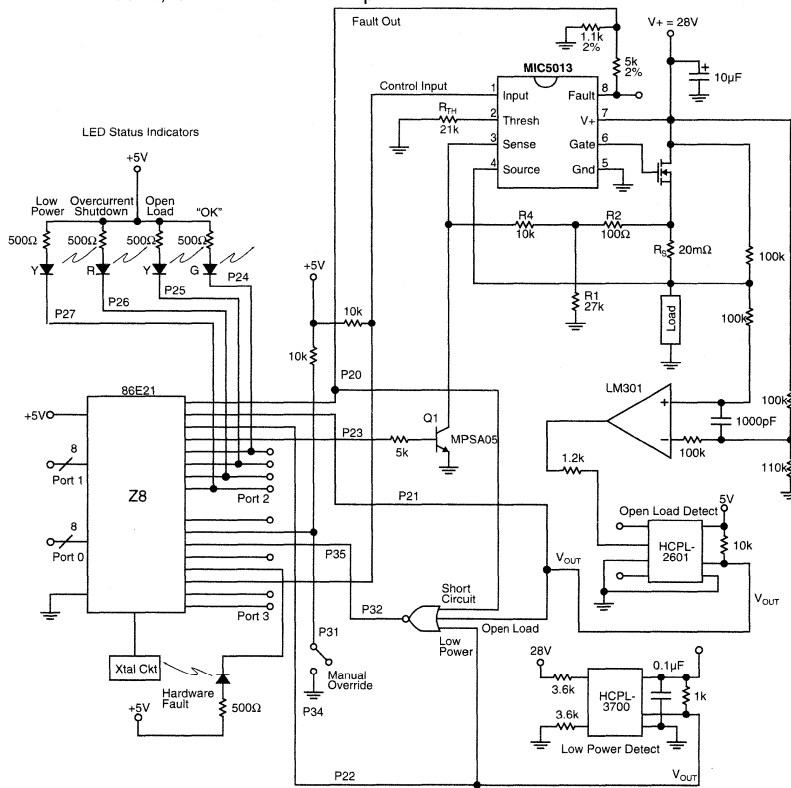 Fault Out
V+ = 28V
1.1k
2%
5k
2%
10µF
+
MIC5013
Control Input
1 Input
Fault 8
RTH
21k
2 Thresh
V+ 7
3 Sense
Gate 6
4 Source
Gnd 5
LED Status Indicators
+5V
Low
Power
Overcurrent
Shutdown
Open
Load
"OK"
500Ω
500Ω
500Ω
500Ω
Y
R
Y
G
P24
P25
P26
P27
R4
10k
R2
100Ω
RS
20mΩ
100k
R1
27k
+5V
10k
10k
Load
100k
P20
86E21
+5V
LM301
100k
+
1000pF
–
100k
110k
Q1
MPSA05
P23
5k
1.2k
8
Port 1
Z8
Port 2
P21
Open Load Detect
5V
HCPL-
2601
10k
8
Port 0
P35
VOUT
VOUT
Short
Circuit
P32
Open Load
Low
Power
Port 3
P31
Xtal Ckt
Manual
Override
P34
Hardware
Fault
+5V
500Ω
28V
3.6k
HCPL-
3700
0.1µF
1k
3.6k
Low Power Detect
P22
VOUT